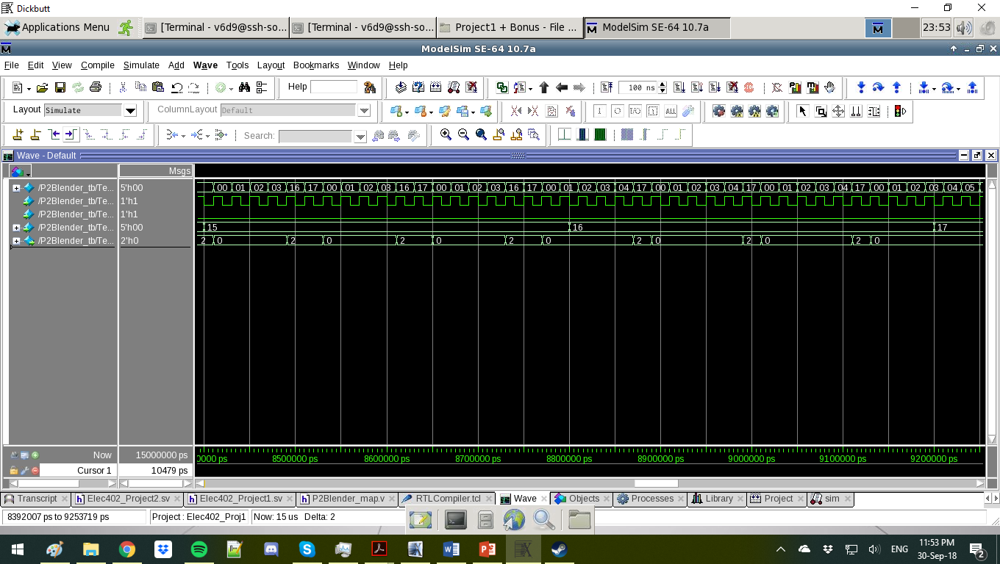 Dickbutt
Applications Menu [Terminal - v6d9@ssh-so... [Terminal - v6d9@ssh-so... Project1 + Bonus - File ... ModelSim SE-64 10.7a 23:53
ModelSim SE-64 10.7a
File Edit View Compile Simulate Add Wave Tools Layout Bookmarks Window Help
Help 100 ns
Layout Simulate ColumnLayout Default
Search:
Wave - Default
Msgs
/P2Blender_tb/Te... 5'h00 00 01 02 03 16 17 00 01 02 03 16 17 00 01 02 03 16 17 00 01 02 03 04 17 00 01 02 03 04 17 00 01 02 03 04 17 00 01 02 03 04 05
/P2Blender_tb/Te... 1'h1
/P2Blender_tb/Te... 1'h1
/P2Blender_tb/Te... 5'h00 15 16 17
/P2Blender_tb/Te... 2'h0 2 0 2 0 2 0 2 0 2 0 2 0 2 0
Now 15000000 ps 0000 ps 8500000 ps 8600000 ps 8700000 ps 8800000 ps 8900000 ps 9000000 ps 9100000 ps 9200000 ps
Cursor 1 10479 ps
Transcript Elec402_Project2.sv Elec402_Project1.sv P2Blender_map.v RTLCompiler.tcl Wave Objects Processes Library Project sim
8392007 ps to 9253719 ps Project : Elec402_Proj1 Now: 15 us Delta: 2
ENG 11:53 PM
30-Sep-18 2